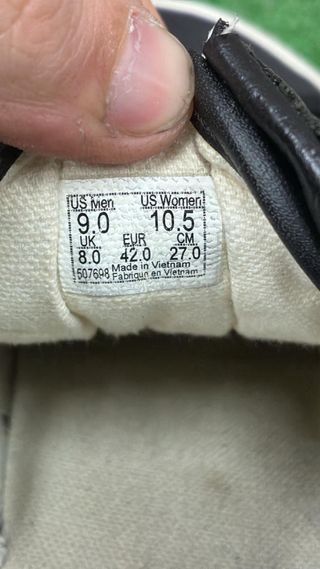 US Men US Women
9.0 10.5
UK EUR CM
8.0 42.0 27.0
507698 Made in Vietnam
Fabriqué en Vietnam